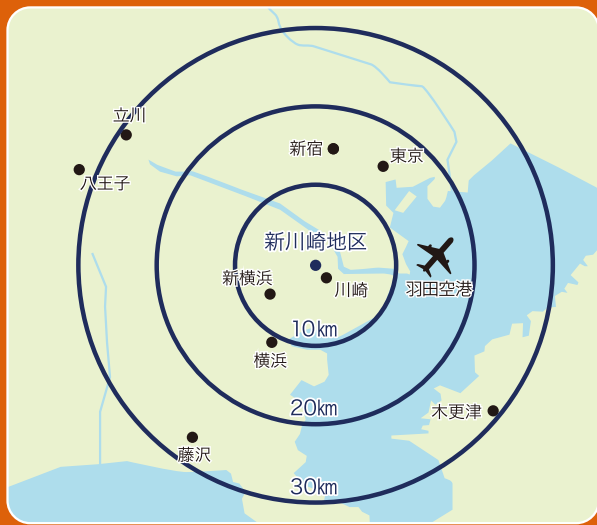 立川
新宿
東京
八王子
新川崎地区
新横浜
川崎
羽田空港
10km
横浜
20km
木更津
藤沢
30km